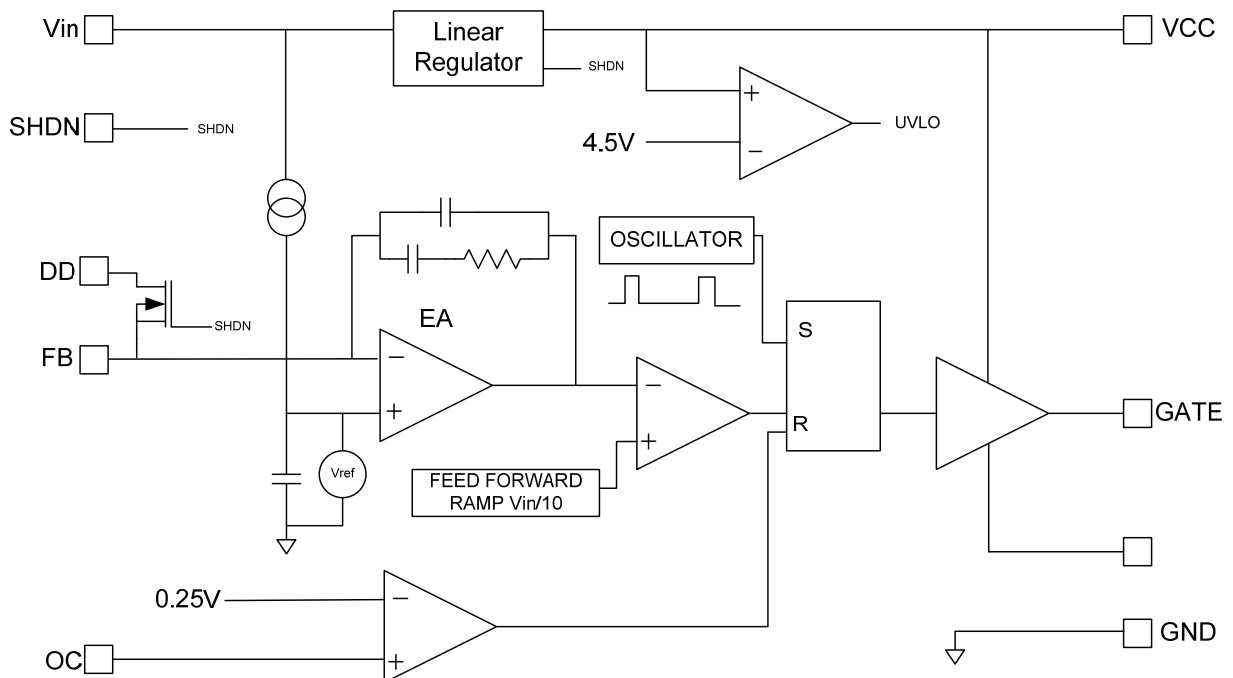 Vin
Linear
Regulator
SHDN
VCC
SHDN
SHDN
+
4.5V
−
UVLO
OSCILLATOR
DD
SHDN
EA
FB
−
+
S
−
+
R
GATE
Vref
FEED FORWARD
RAMP Vin/10
0.25V
−
OC
+
GND